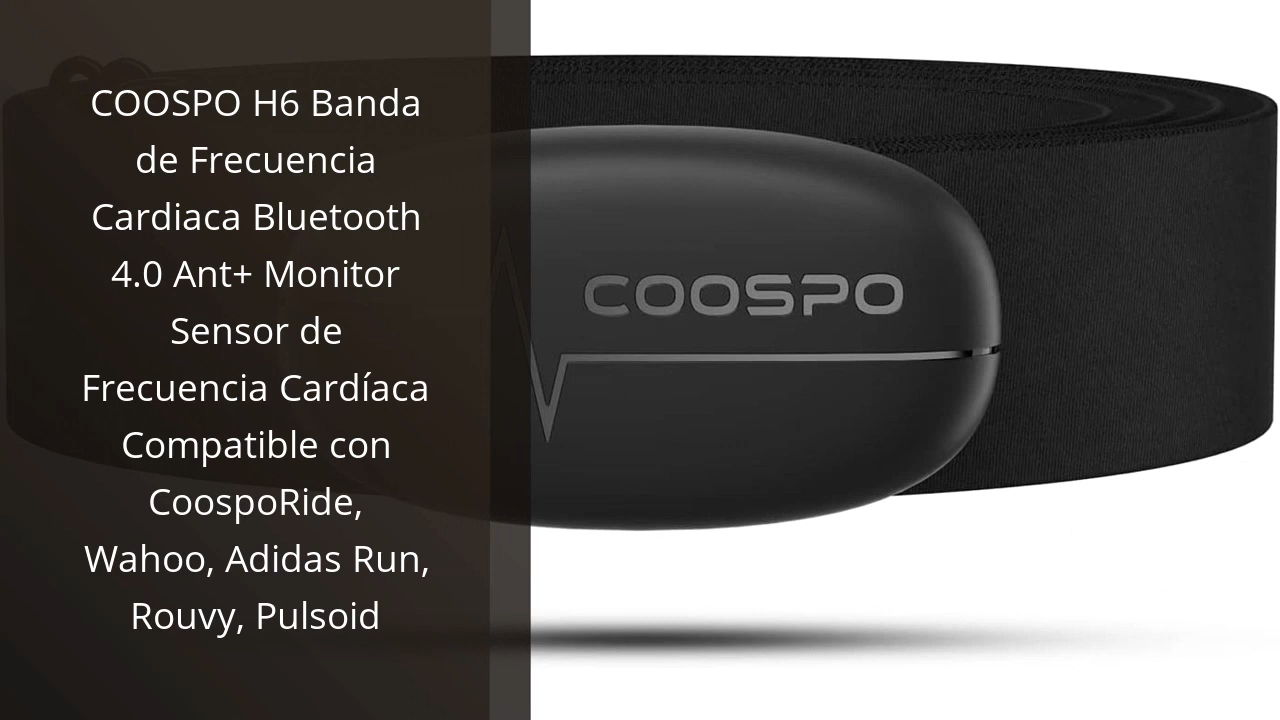 COOSPO H6 Banda
de Frecuencia
Cardiaca Bluetooth
4.0 Ant+ Monitor
Sensor de
Frecuencia Cardíaca
Compatible con
CoospoRide,
Wahoo, Adidas Run,
Rouvy, Pulsoid
COOSPO